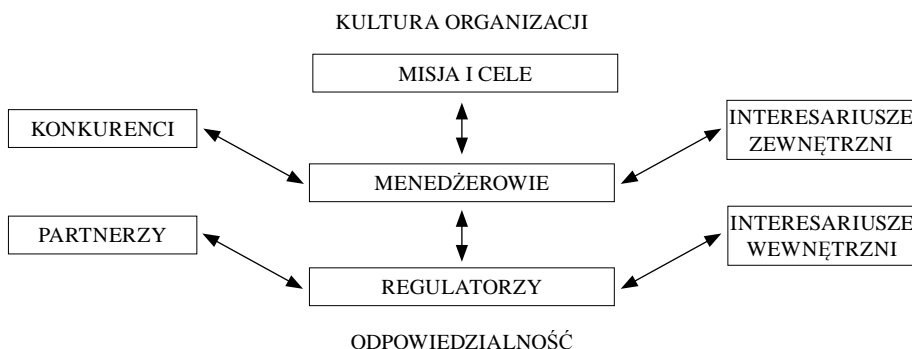 KULTURA ORGANIZACJI
MISJA I CELE
KONKURENCI
INTERESARIUSZE
ZEWNĘTRZNI
MENEDŻEROWIE
PARTNERZY
INTERESARIUSZE
WEWNĘTRZNI
REGULATORZY
ODPOWIEDZIALNOŚĆ